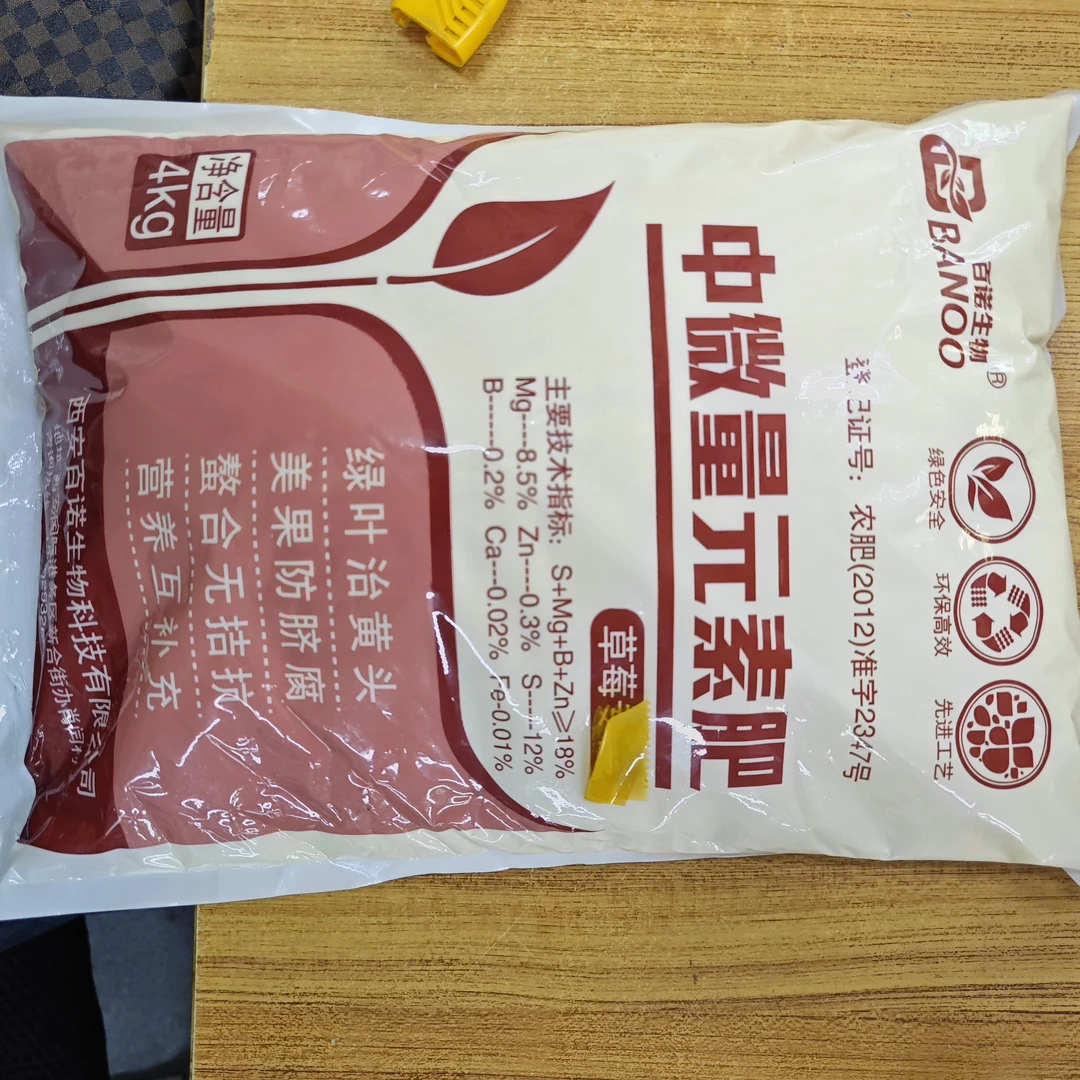 百诺生物®
BANOO
绿色安全
环保高效
先进工艺
登记证号：农肥(2012)准字2347号
中微量元素肥
草莓
主要技术指标：S+Mg+B+Zn≥18%
Mg----8.5% Zn----0.3% S----12%
B-----0.2% Ca---0.02% Fe-0.01%
绿叶治黄头
美果防脐腐
螯合无拮抗
营养互补充
净含量
4kg
西安百诺生物科技有限公司